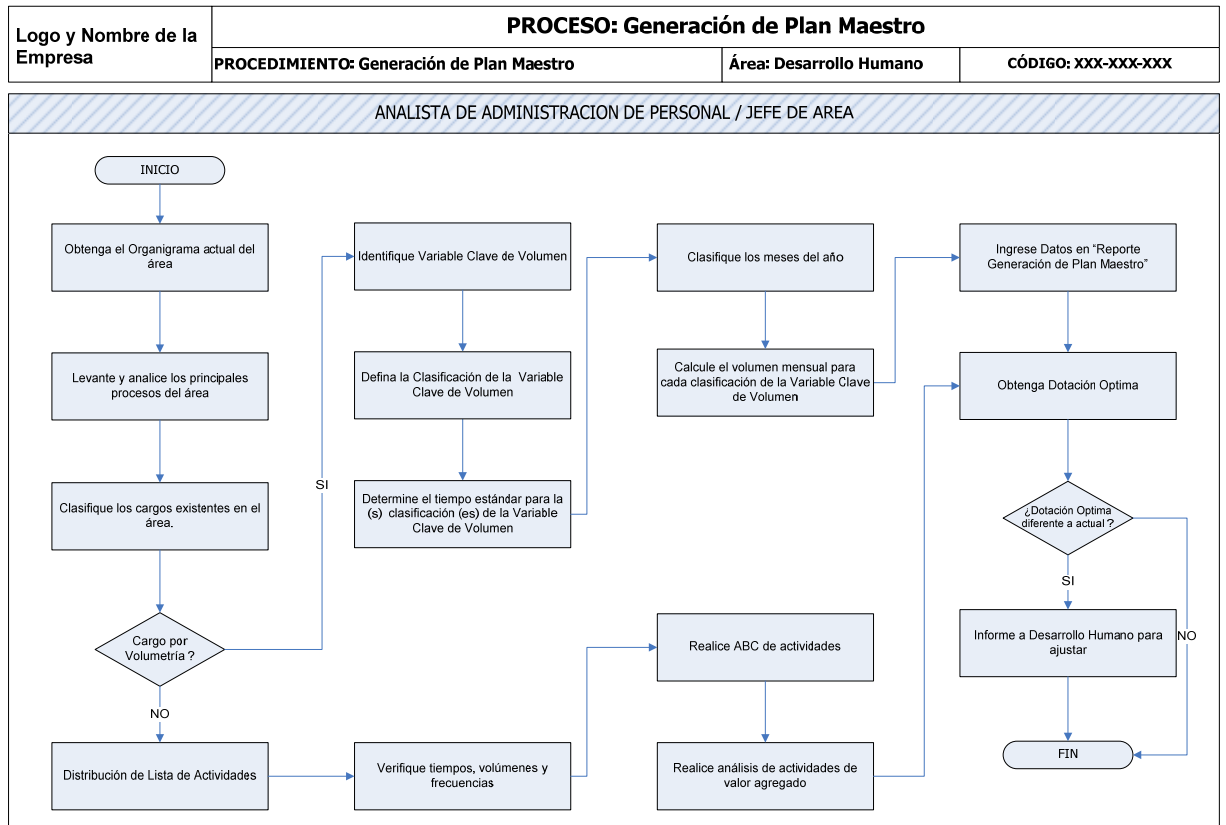 Logo y Nombre de la
Empresa
PROCESO: Generación de Plan Maestro
PROCEDIMIENTO: Generación de Plan Maestro
Área: Desarrollo Humano
CÓDIGO: XXX-XXX-XXX
ANALISTA DE ADMINISTRACION DE PERSONAL / JEFE DE AREA
INICIO
Obtenga el Organigrama actual del
área
Levante y analice los principales
procesos del área
Clasifique los cargos existentes en el
área.
Cargo por
Volumetría ?
SI
NO
Distribución de Lista de Actividades
Identifique Variable Clave de Volumen
Defina la Clasificación de la Variable
Clave de Volumen
Determine el tiempo estándar para la
(s) clasificación (es) de la Variable
Clave de Volumen
Verifique tiempos, volúmenes y
frecuencias
Clasifique los meses del año
Calcule el volumen mensual para
cada clasificación de la Variable Clave
de Volumen
Realice ABC de actividades
Realice análisis de actividades de
valor agregado
Ingrese Datos en “Reporte
Generación de Plan Maestro”
Obtenga Dotación Optima
¿Dotación Optima
diferente a actual ?
SI
NO
Informe a Desarrollo Humano para
ajustar
FIN